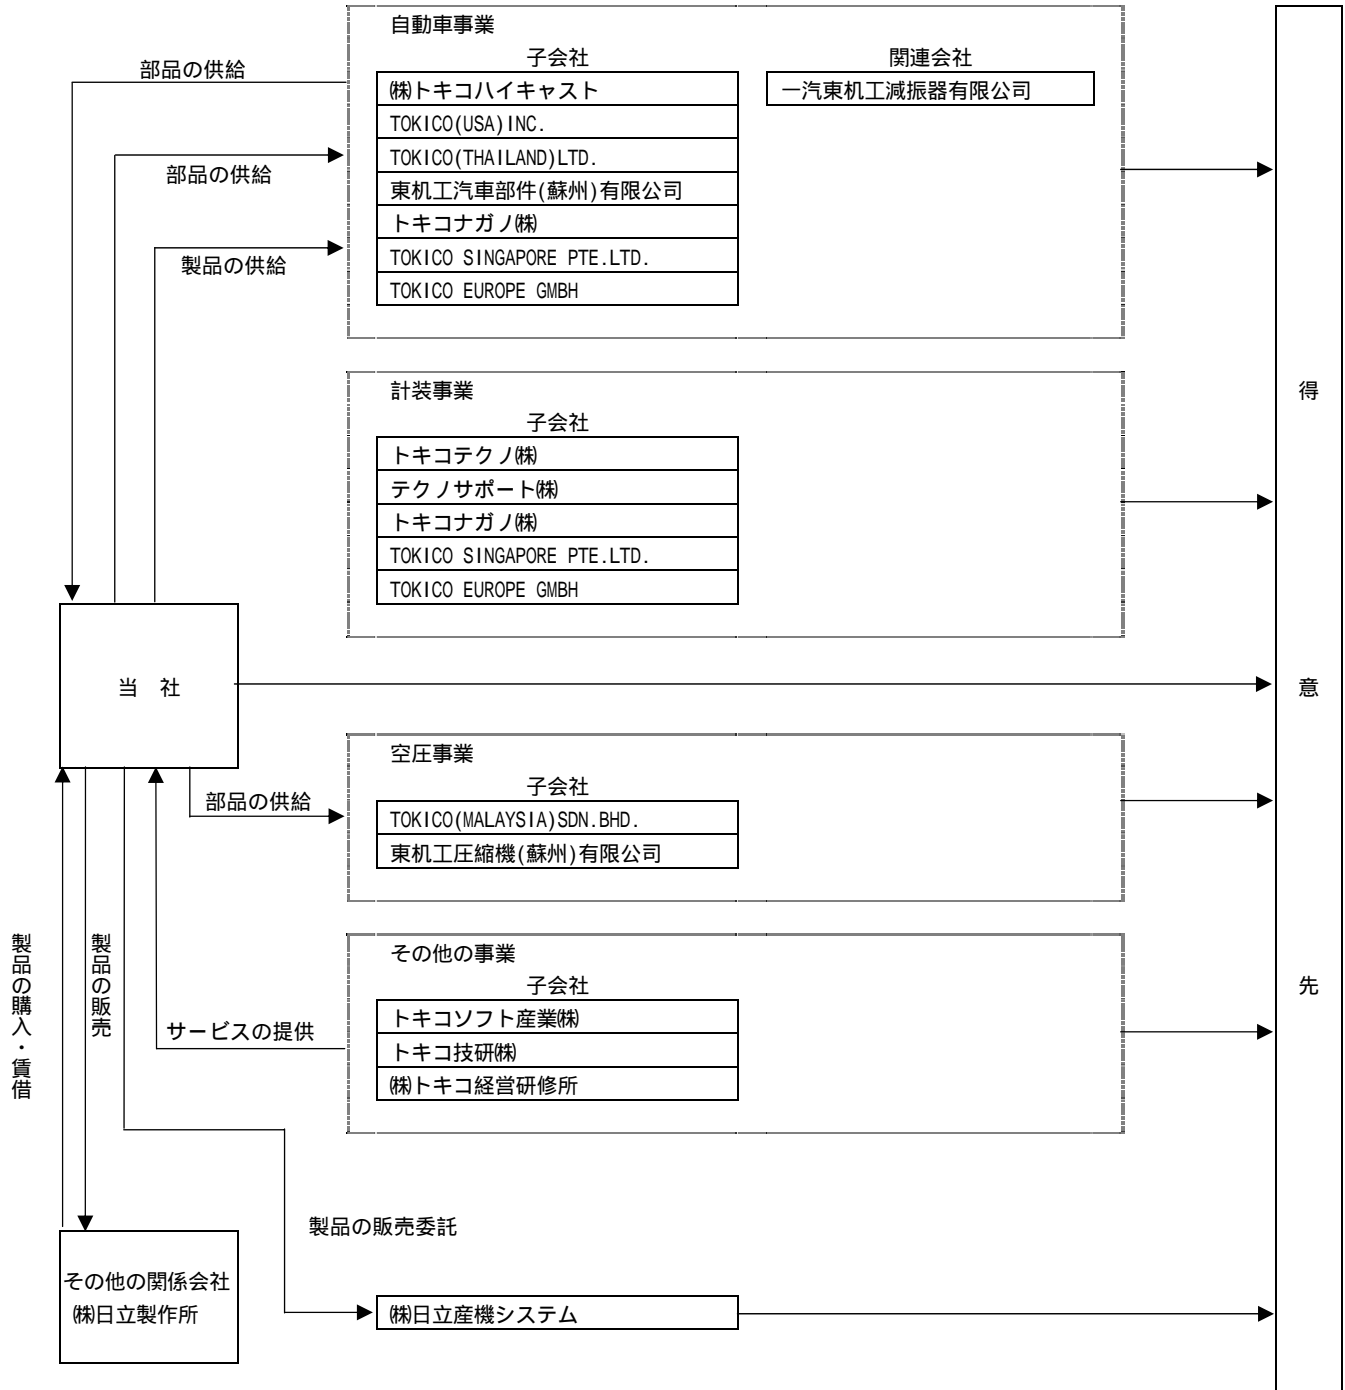 自動車事業
子会社
関連会社
部品の供給
㈱トキコハイキャスト
一汽東机工減振器有限公司
TOKICO(USA)INC.
TOKICO(THAILAND)LTD.
部品の供給
東机工汽車部件(蘇州)有限公司
トキコナガノ㈱
製品の供給
TOKICO SINGAPORE PTE.LTD.
TOKICO EUROPE GMBH
計装事業
子会社
トキコテクノ㈱
テクノサポート㈱
トキコナガノ㈱
TOKICO SINGAPORE PTE.LTD.
TOKICO EUROPE GMBH
当 社
得意先
空圧事業
子会社
部品の供給
TOKICO(MALAYSIA)SDN.BHD.
東机工圧縮機(蘇州)有限公司
製品の購入・賃借
製品の販売
その他の事業
子会社
サービスの提供
トキコソフト産業㈱
トキコ技研㈱
㈱トキコ経営研修所
製品の販売委託
その他の関係会社
㈱日立製作所
㈱日立産機システム